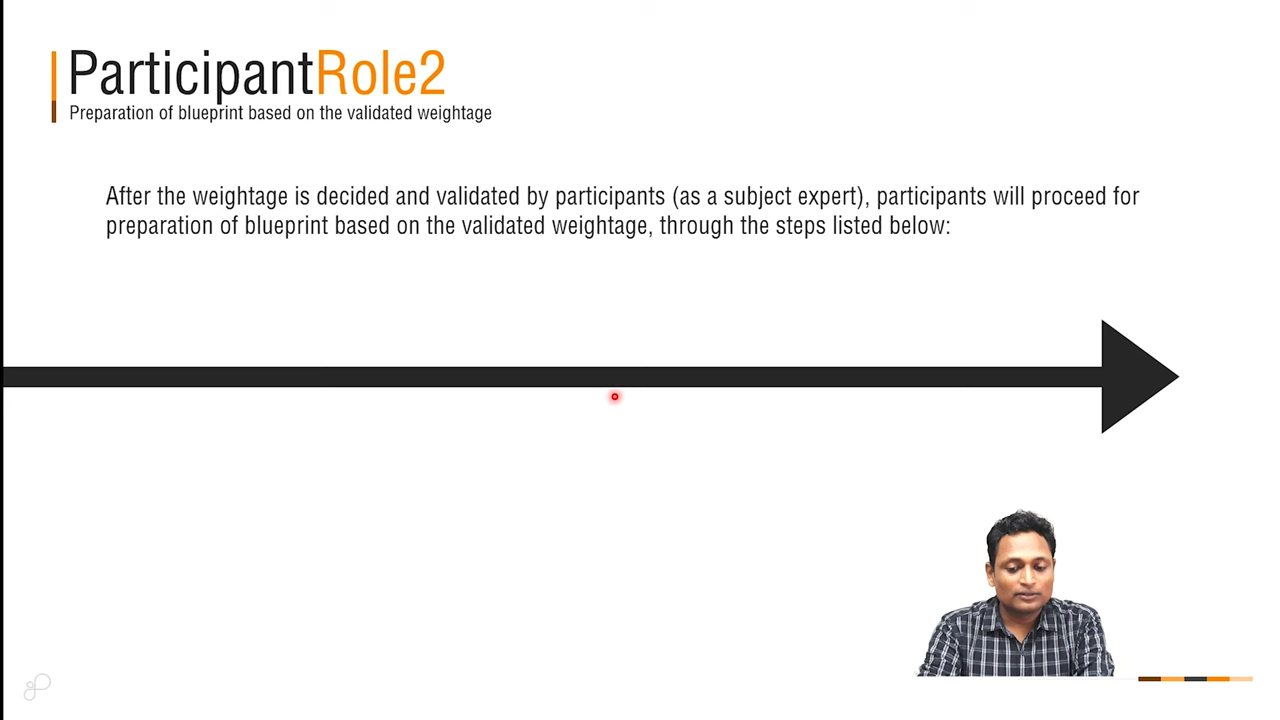 ParticipantRole2
Preparation of blueprint based on the validated weightage
After the weightage is decided and validated by participants (as a subject expert), participants will proceed for
preparation of blueprint based on the validated weightage, through the steps listed below: